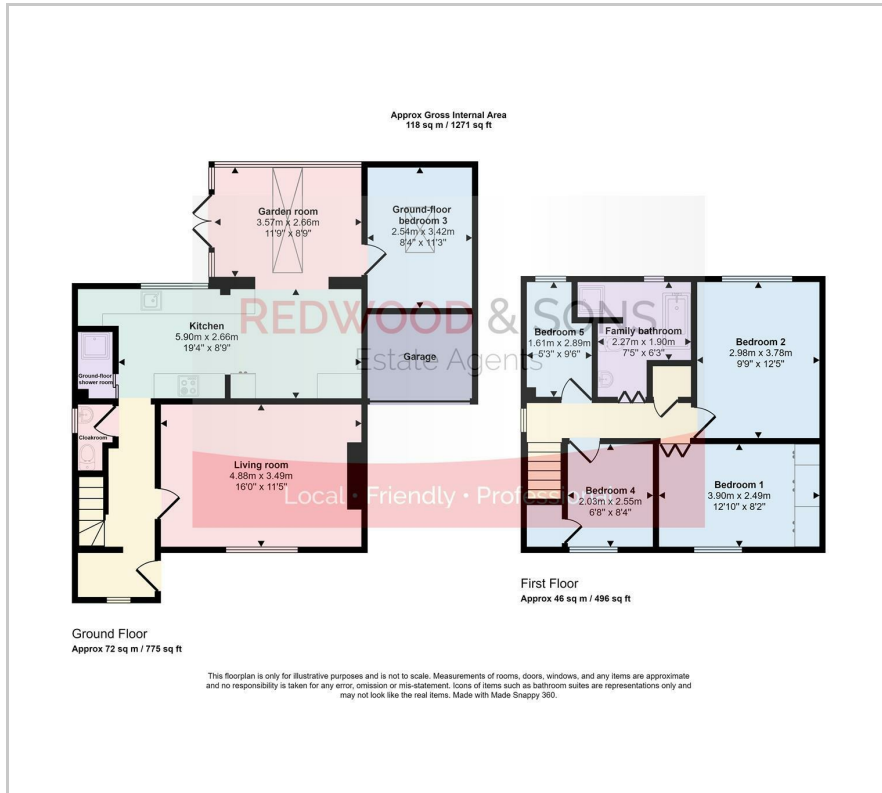 Approx Gross Internal Area
118 sq m / 1271 sq ft
Garden room
3.57m x 2.66m
11'9" x 8'9"
Ground-floor
bedroom 3
2.54m x 3.42m
8'4" x 11'3"
Kitchen
5.90m x 2.66m
19'4" x 8'9"
REDWOOD & SONS
Estate Agents
Garage
Ground-floor
shower room
Cloakroom
Living room
4.88m x 3.49m
16'0" x 11'5"
Local · Friendly · Professional
Bedroom 5
1.61m x 2.89m
5'3" x 9'6"
Family bathroom
2.27m x 1.90m
7'5" x 6'3"
Bedroom 2
2.98m x 3.78m
9'9" x 12'5"
Bedroom 4
2.03m x 2.55m
6'8" x 8'4"
Bedroom 1
3.90m x 2.49m
12'10" x 8'2"
First Floor
Approx 46 sq m / 496 sq ft
Ground Floor
Approx 72 sq m / 775 sq ft
This floorplan is only for illustrative purposes and is not to scale. Measurements of rooms, doors, windows, and any items are approximate
and no responsibility is taken for any error, omission or mis-statement. Icons of items such as bathroom suites are representations only and
may not look like the real items. Made with Made Snappy 360.